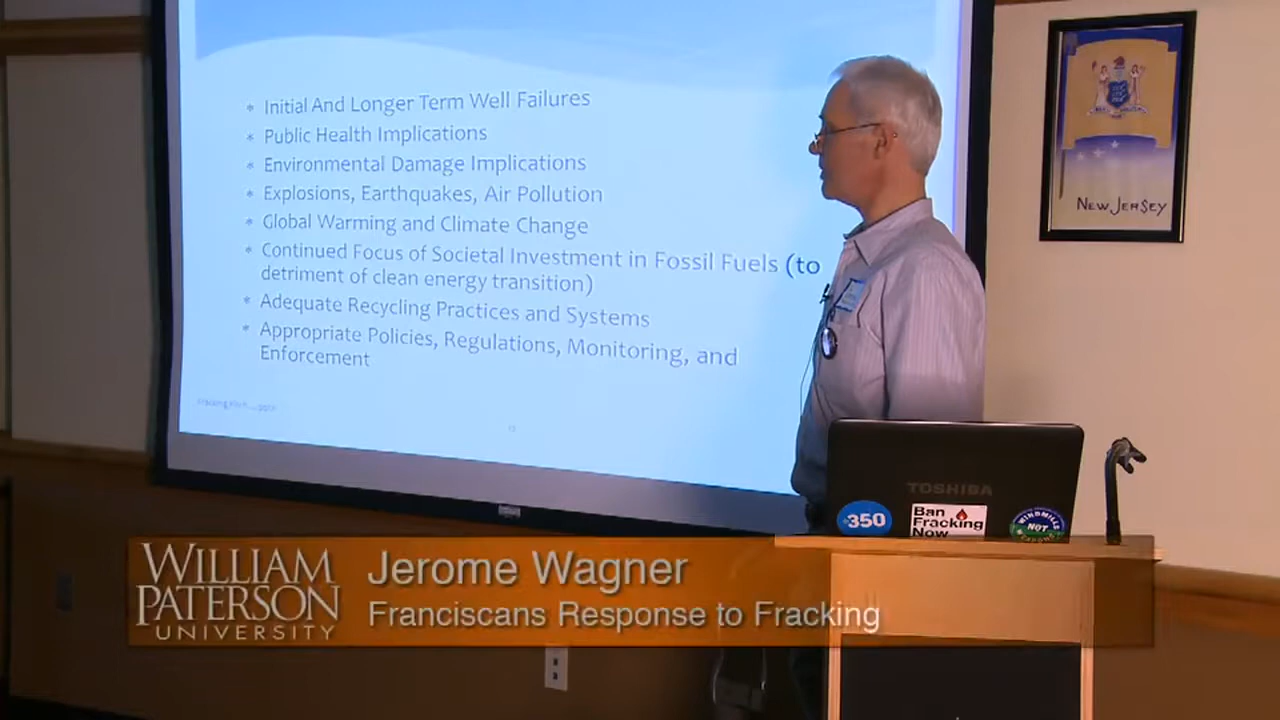 * Initial And Longer Term Well Failures
* Public Health Implications
* Environmental Damage Implications
* Explosions, Earthquakes, Air Pollution
* Global Warming and Climate Change
* Continued Focus of Societal Investment in Fossil Fuels (to
detriment of clean energy transition)
* Adequate Recycling Practices and Systems
* Appropriate Policies, Regulations, Monitoring, and
Enforcement
NEW JERSEY
TOSHIBA
350
Ban
Fracking
Now
WINDMILLS
NOT
WILLIAM
PATERSON
UNIVERSITY
Jerome Wagner
Franciscans Response to Fracking